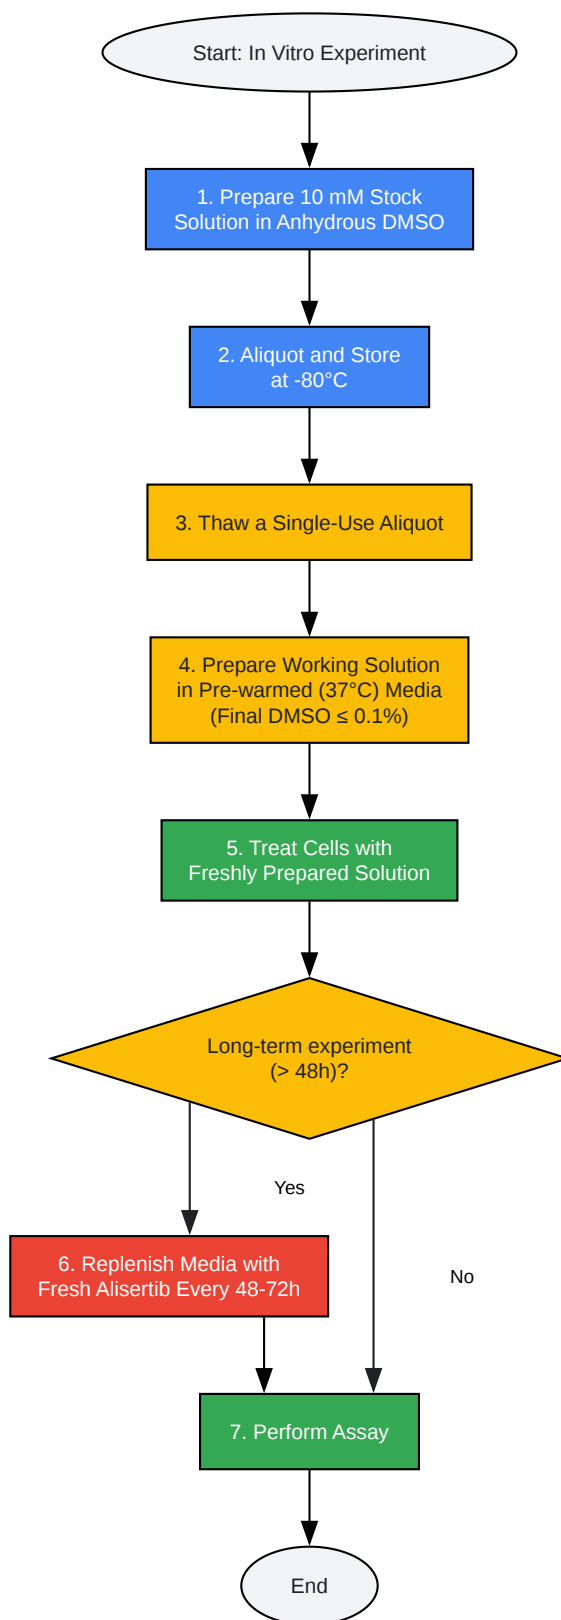 Start: In Vitro Experiment
1. Prepare 10 mM Stock
Solution in Anhydrous DMSO
2. Aliquot and Store
at -80°C
3. Thaw a Single-Use Aliquot
4. Prepare Working Solution
in Pre-warmed (37°C) Media
(Final DMSO ≤ 0.1%)
5. Treat Cells with
Freshly Prepared Solution
Long-term experiment
(> 48h)?
Yes
6. Replenish Media with
Fresh Alisertib Every 48-72h
No
7. Perform Assay
End